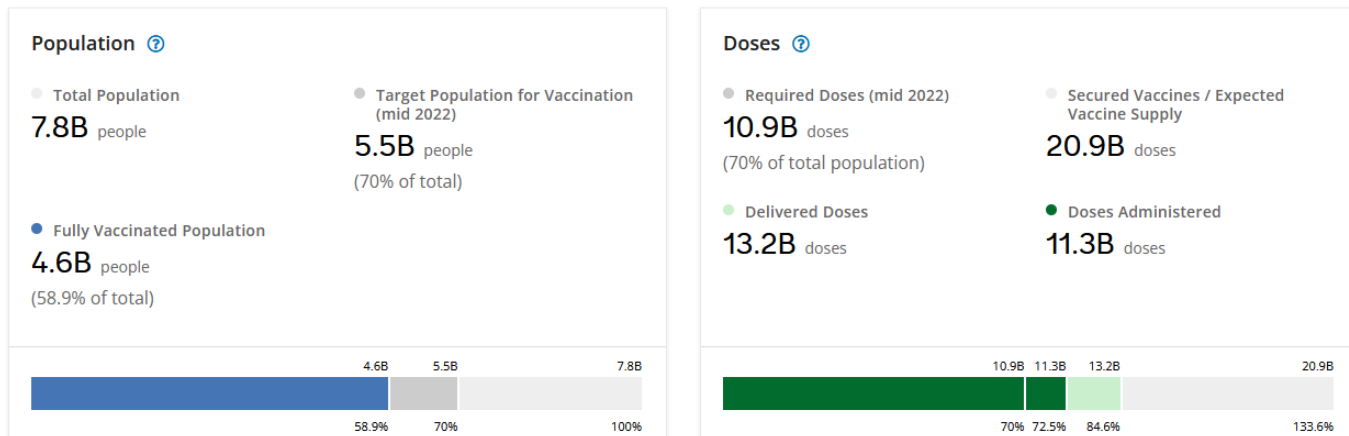 Population ?
Total Population
7.8B people
Target Population for Vaccination
(mid 2022)
5.5B people
(70% of total)
Fully Vaccinated Population
4.6B people
(58.9% of total)
4.6B 5.5B 7.8B
58.9% 70% 100%
Doses ?
Required Doses (mid 2022)
10.9B doses
(70% of total population)
Secured Vaccines / Expected
Vaccine Supply
20.9B doses
Delivered Doses
13.2B doses
Doses Administered
11.3B doses
10.9B 11.3B 13.2B 20.9B
70% 72.5% 84.6% 133.6%